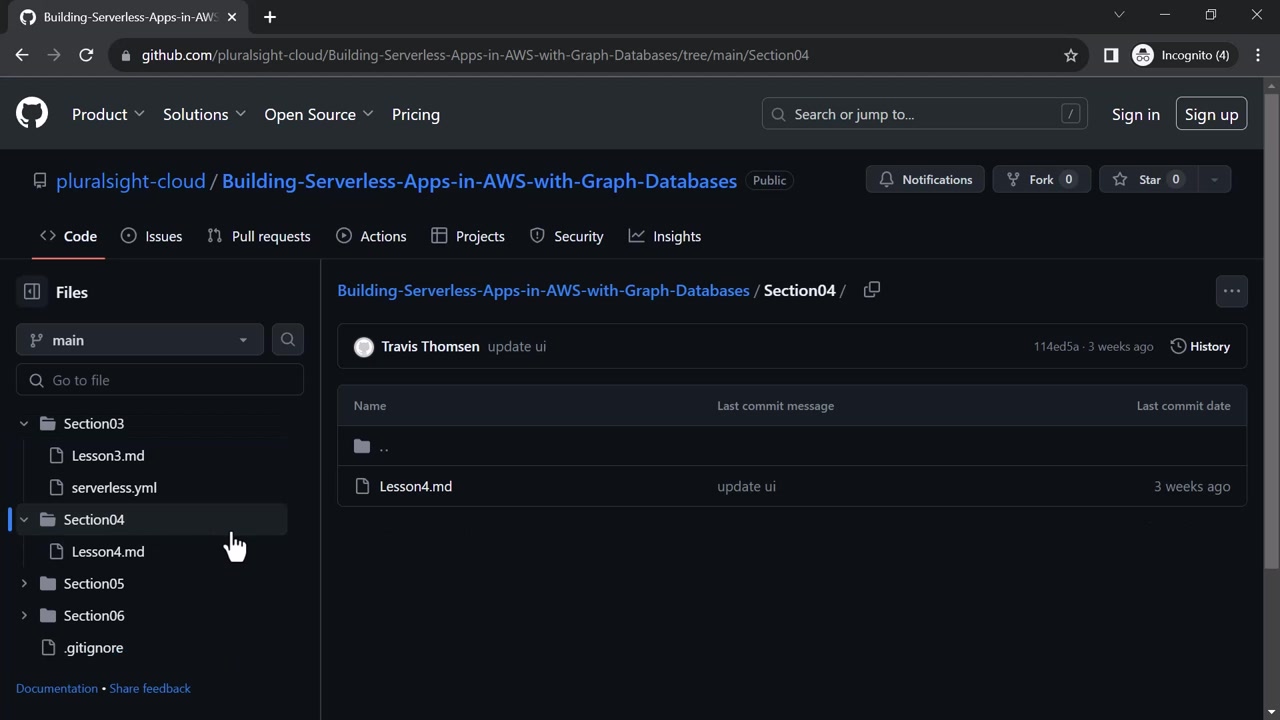 Building-Serverless-Apps-in-AWS
github.com/pluralsight-cloud/Building-Serverless-Apps-in-AWS-with-Graph-Databases/tree/main/Section04
Incognito (4)
Product Solutions Open Source Pricing
Search or jump to... /
Sign in Sign up
pluralsight-cloud / Building-Serverless-Apps-in-AWS-with-Graph-Databases Public
Notifications Fork 0 Star 0
Code Issues Pull requests Actions Projects Security Insights
Files
Building-Serverless-Apps-in-AWS-with-Graph-Databases / Section04 /
main
Travis Thomsen update ui 114ed5a · 3 weeks ago History
Go to file
Name Last commit message Last commit date
..
Lesson4.md update ui 3 weeks ago
Section03
Lesson3.md
serverless.yml
Section04
Lesson4.md
Section05
Section06
.gitignore
Documentation • Share feedback